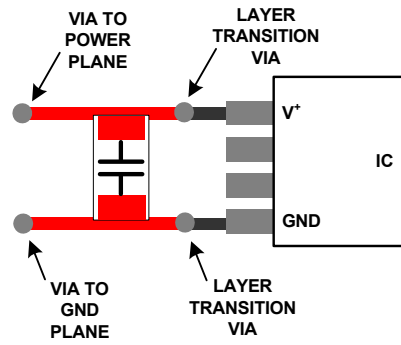 VIA TO
POWER
PLANE
LAYER
TRANSITION
VIA
V+
IC
GND
VIA TO
GND
PLANE
LAYER
TRANSITION
VIA